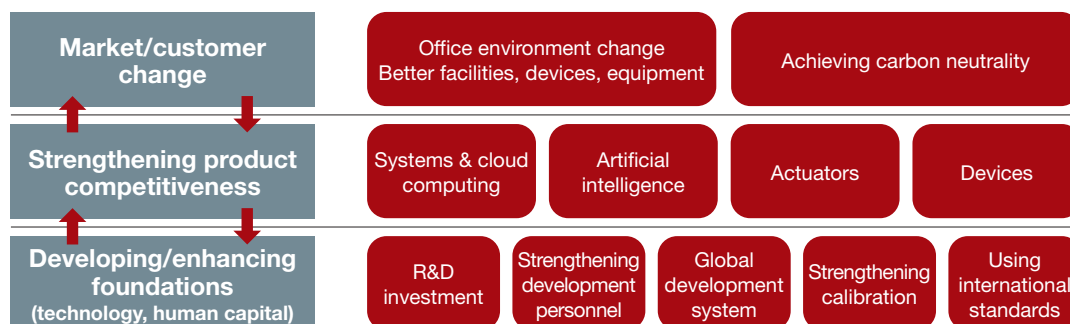 Market/customer
change
Office environment change
Better facilities, devices, equipment
Achieving carbon neutrality
Strengthening product
competitiveness
Systems & cloud
computing
Artificial
intelligence
Actuators
Devices
Developing/enhancing
foundations
(technology, human capital)
R&D
investment
Strengthening
development
personnel
Global
development
system
Strengthening
calibration
Using
international
standards